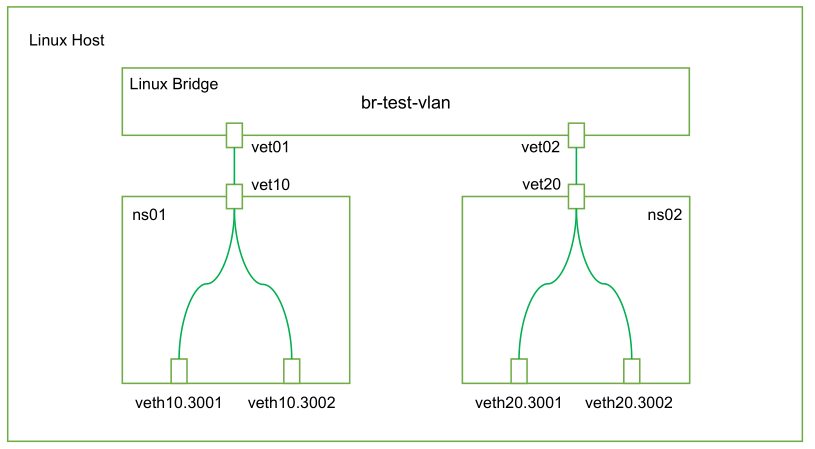 Linux Host
Linux Bridge
br-test-vlan
vet01
vet02
vet10
vet20
ns01
ns02
veth10.3001
veth10.3002
veth20.3001
veth20.3002